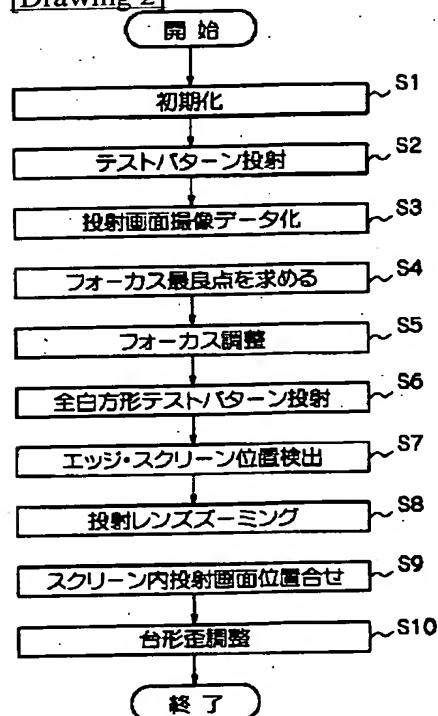 [Drawing 2]
開始
初期化 S1
テストパターン投射 S2
投射画面撮像データ化 S3
フォーカス最良点を求める S4
フォーカス調整 S5
全白方形テストパターン投射 S6
エッジ・スクリーン位置検出 S7
投射レンズズーミング S8
スクリーン内投射画面位置合せ S9
台形歪調整 S10
終了